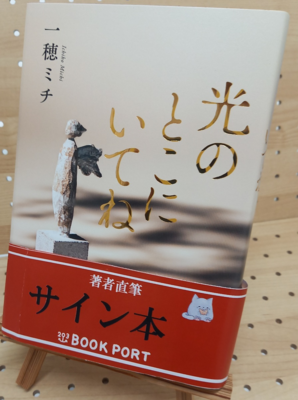 一穂ミチ
Ichiho Michi
光の
とこに
いてね
著者直筆
サイン本
BOOK PORT